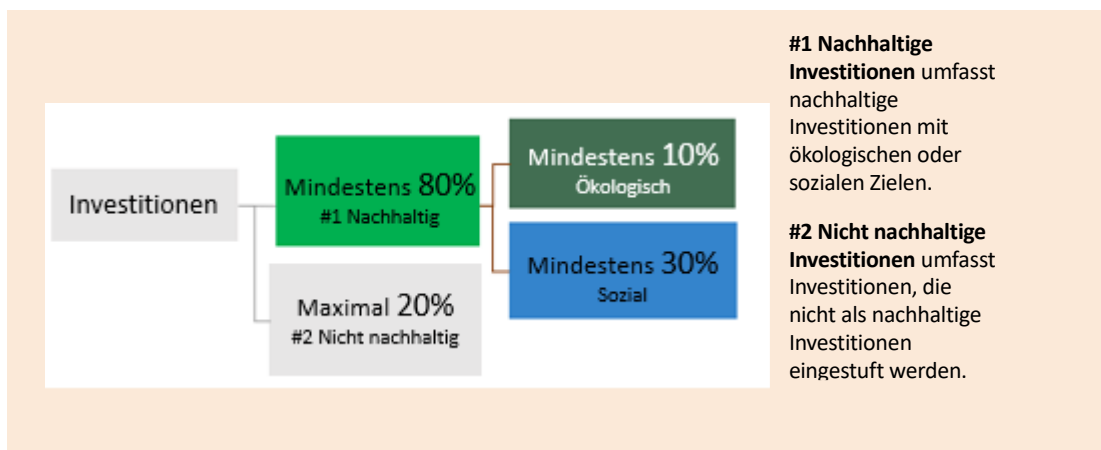 Investitionen
Mindestens 80%
#1 Nachhaltig
Maximal 20%
#2 Nicht nachhaltig
Mindestens 10%
Ökologisch
Mindestens 30%
Sozial
#1 Nachhaltige
Investitionen umfasst
nachhaltige
Investitionen mit
ökologischen oder
sozialen Zielen.
#2 Nicht nachhaltige
Investitionen umfasst
Investitionen, die
nicht als nachhaltige
Investitionen
eingestuft werden.